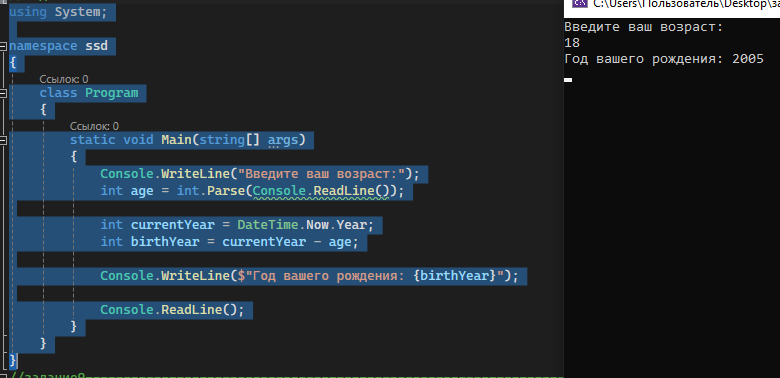 using System;
namespace ssd
{
Ссылок: 0
class Program
{
Ссылок: 0
static void Main(string[] args)
{
Console.WriteLine("Введите ваш возраст:");
int age = int.Parse(Console.ReadLine());
int currentYear = DateTime.Now.Year;
int birthYear = currentYear - age;
Console.WriteLine($"Год вашего рождения: {birthYear}");
Console.ReadLine();
}
}
}
C:\Users\Пользователь\Desktop\за
Введите ваш возраст:
18
Год вашего рождения: 2005